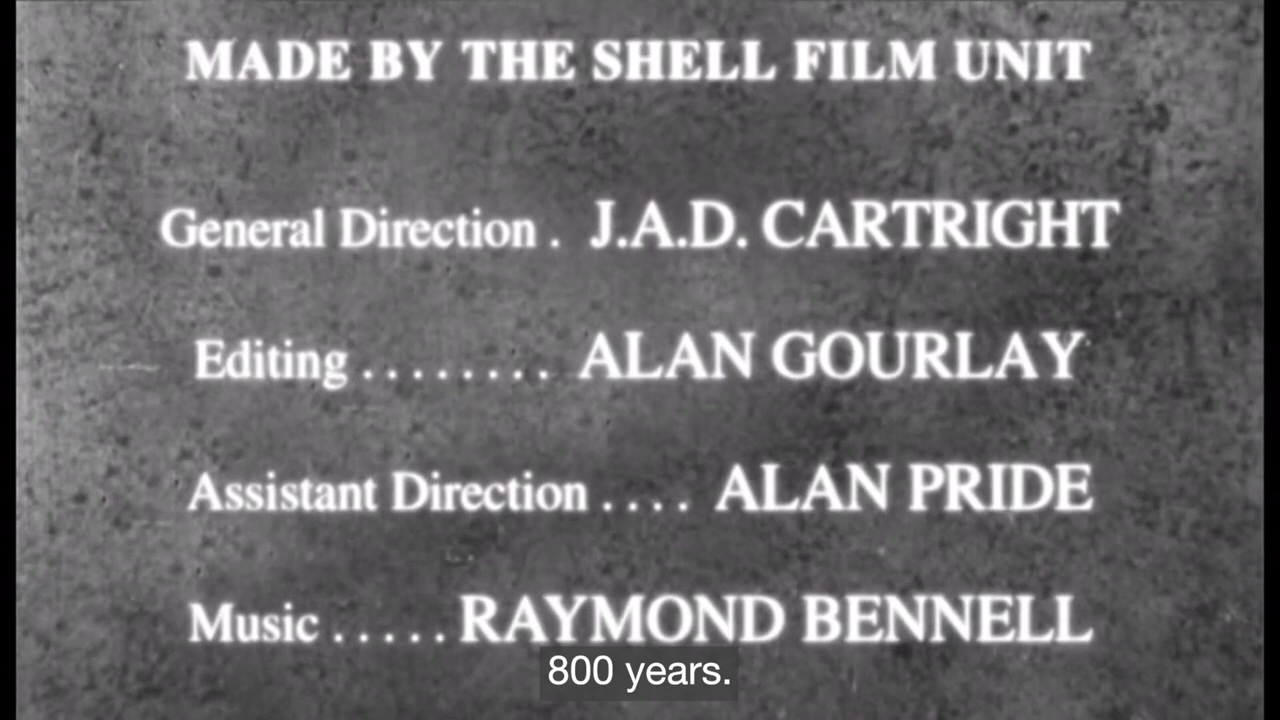 MADE BY THE SHELL FILM UNIT
General Direction . J.A.D. CARTRIGHT
Editing ........ ALAN GOURLAY
Assistant Direction .... ALAN PRIDE
Music ..... RAYMOND BENNELL
800 years.